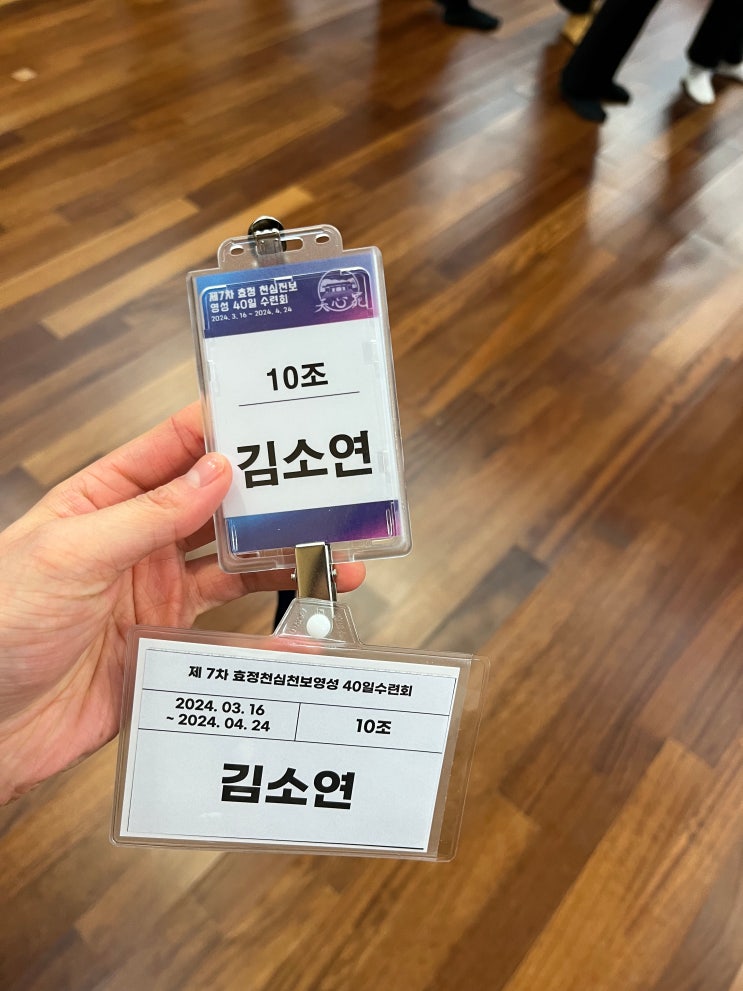 제7차 효정 천심천보
영성 40일 수련회
2024. 3. 16 ~ 2024. 4. 24
天心苑
10조
김소연
제 7차 효정천심천보영성 40일수련회
2024. 03. 16
~ 2024. 04. 24
10조
김소연